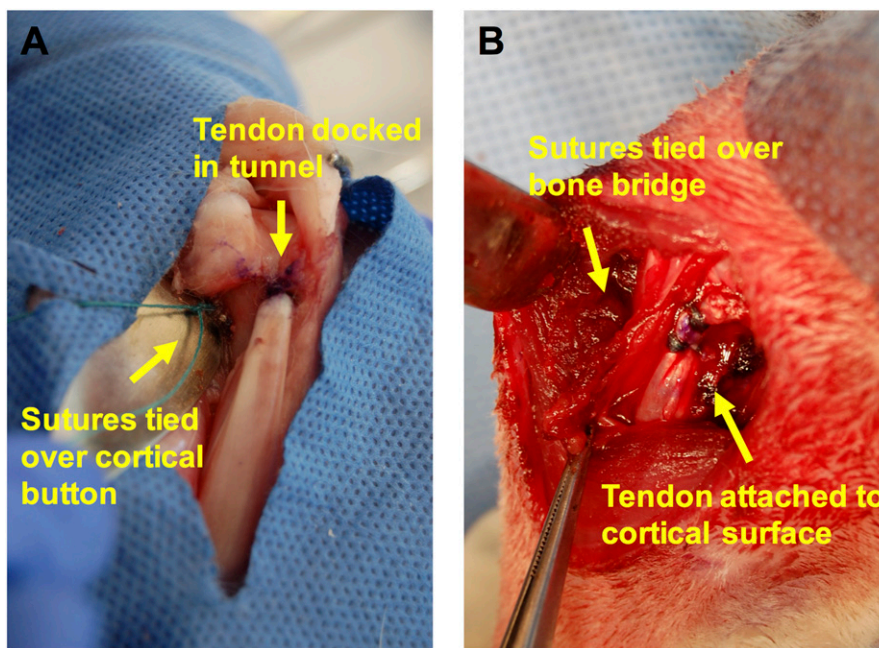 A
Tendon docked
in tunnel
Sutures tied
over cortical
button
B
Sutures tied over
bone bridge
Tendon attached to
cortical surface